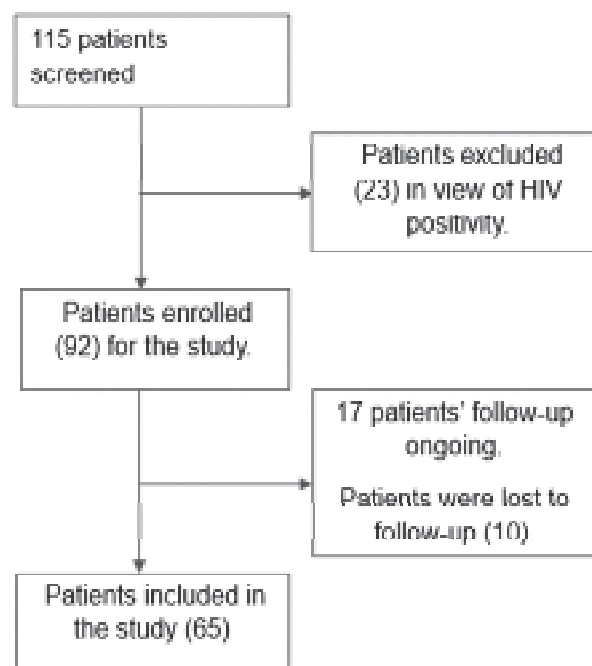 115 patients
screened
Patients excluded
(23) in view of HIV
positivity.
Patients enrolled
(92) for the study.
17 patients' follow-up
ongoing.
Patients were lost to
follow-up (10)
Patients included in
the study (65)